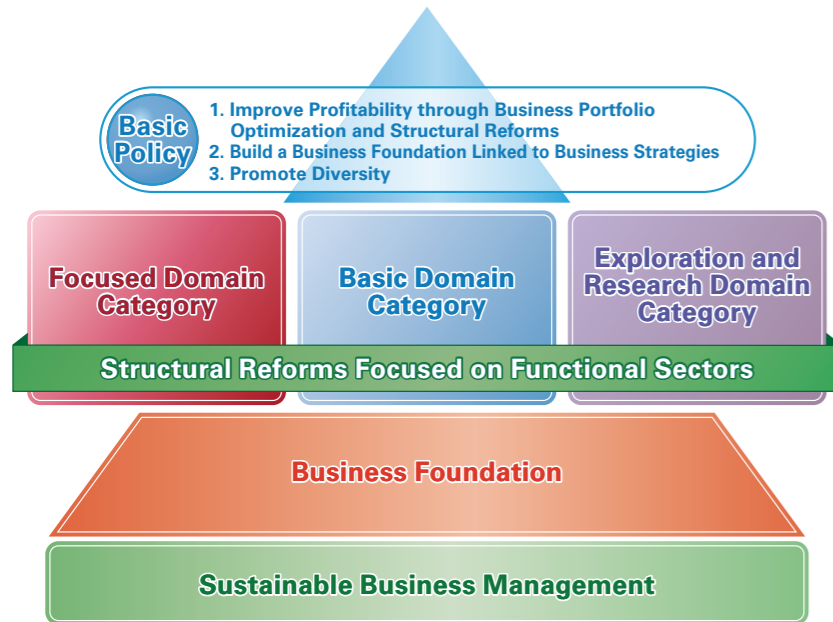 Basic
Policy
1. Improve Profitability through Business Portfolio
Optimization and Structural Reforms
2. Build a Business Foundation Linked to Business Strategies
3. Promote Diversity
Focused Domain
Category
Basic Domain
Category
Exploration and
Research Domain
Category
Structural Reforms Focused on Functional Sectors
Business Foundation
Sustainable Business Management